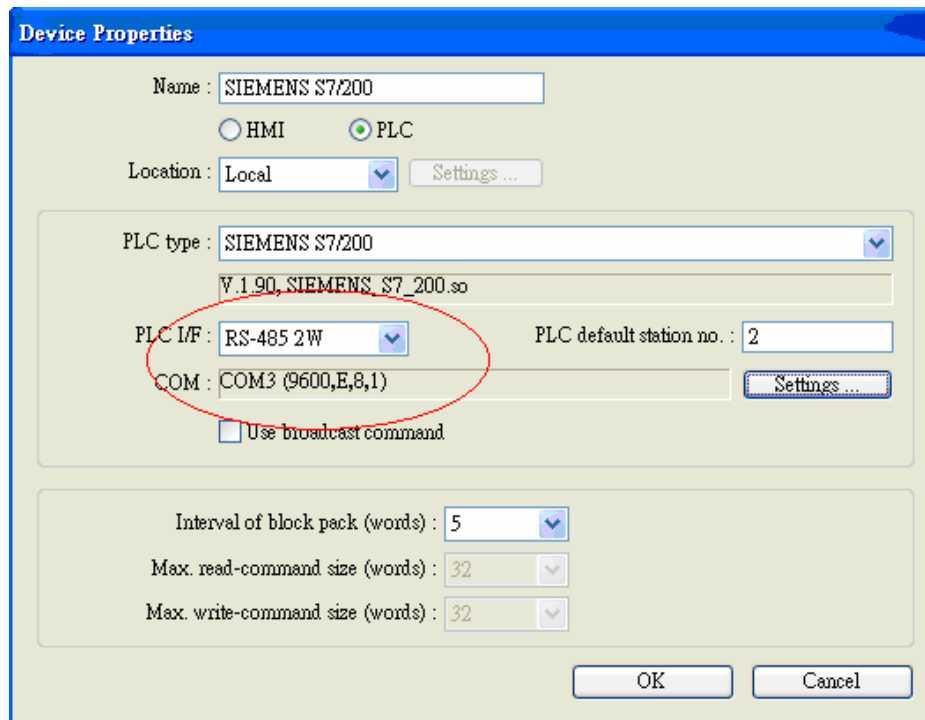 Device Properties
Name : SIEMENS S7/200
HMI PLC
Location : Local Settings ...
PLC type : SIEMENS S7/200
V.1.90, SIEMENS_S7_200.so
PLC I/F : RS-485 2W PLC default station no. : 2
COM : COM3 (9600,E,8,1) Settings ...
Use broadcast command
Interval of block pack (words) : 5
Max. read-command size (words) : 32
Max. write-command size (words) : 32
OK Cancel